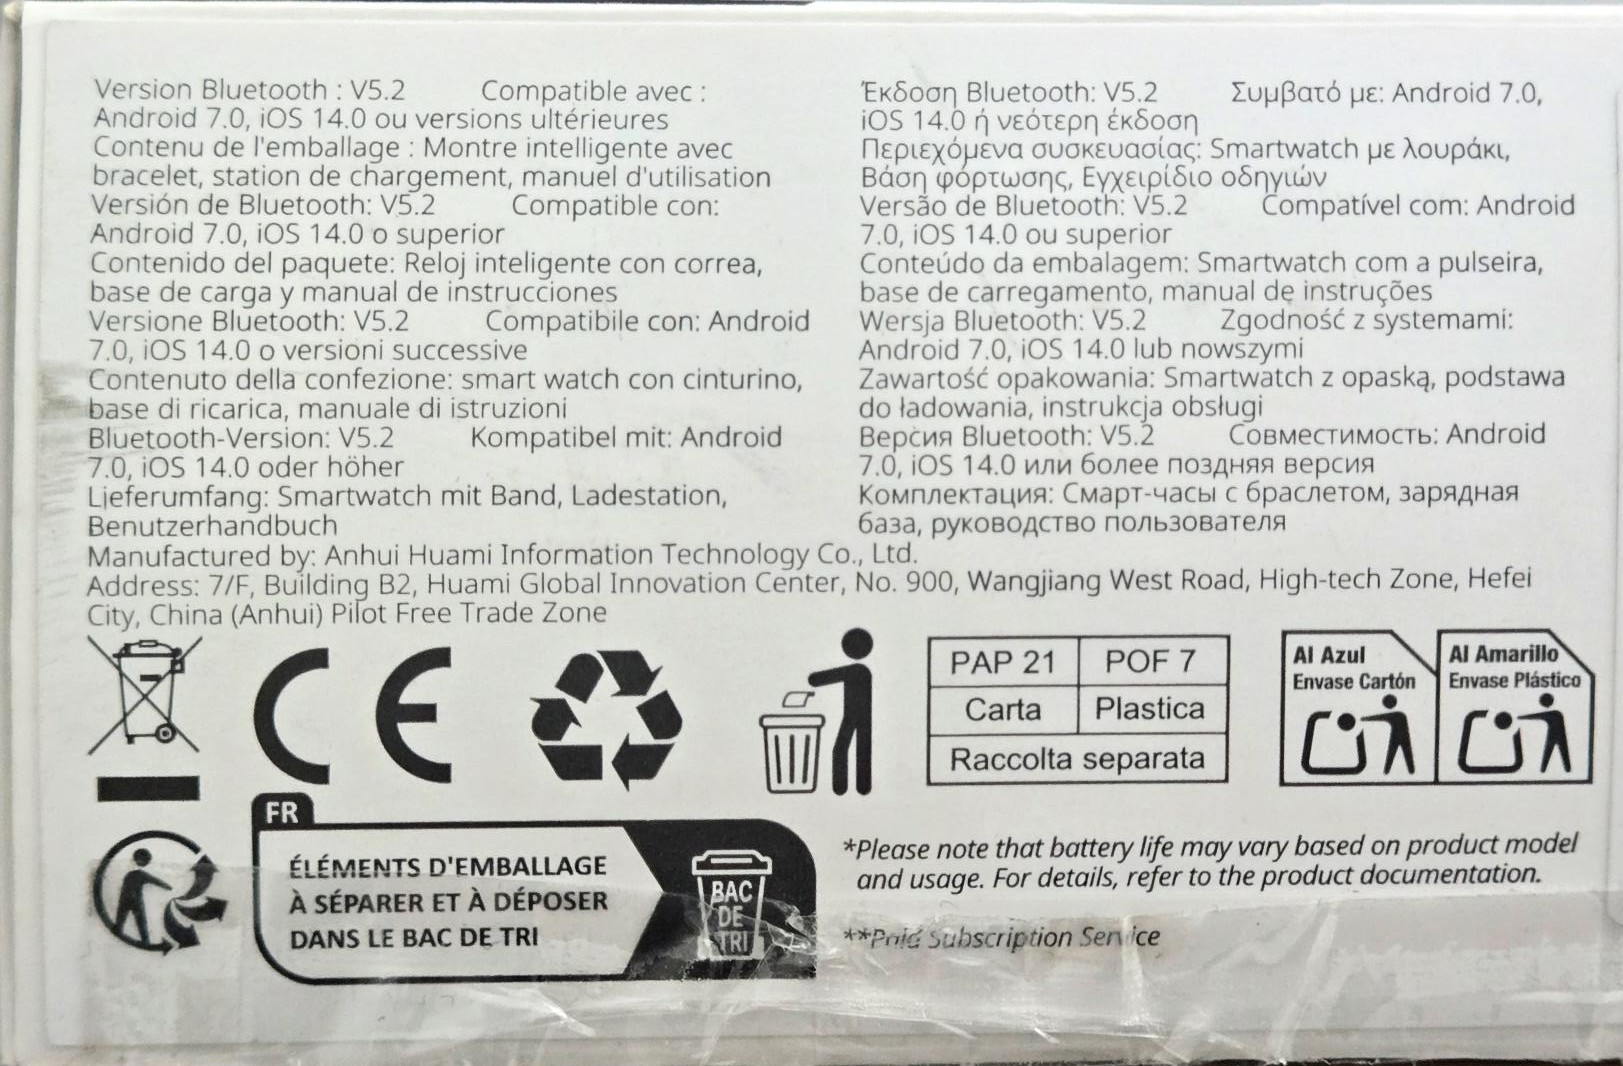 Version Bluetooth : V5.2 Compatible avec :
Android 7.0, iOS 14.0 ou versions ultérieures
Contenu de l'emballage : Montre intelligente avec
bracelet, station de chargement, manuel d'utilisation
Versión de Bluetooth: V5.2 Compatible con:
Android 7.0, iOS 14.0 o superior
Contenido del paquete: Reloj inteligente con correa,
base de carga y manual de instrucciones
Versione Bluetooth: V5.2 Compatibile con: Android
7.0, iOS 14.0 o versioni successive
Contenuto della confezione: smart watch con cinturino,
base di ricarica, manuale di istruzioni
Bluetooth-Version: V5.2 Kompatibel mit: Android
7.0, iOS 14.0 oder höher
Lieferumfang: Smartwatch mit Band, Ladestation,
Benutzerhandbuch
Έκδοση Bluetooth: V5.2 Συμβατό με: Android 7.0,
iOS 14.0 ή νεότερη έκδοση
Περιεχόμενα συσκευασίας: Smartwatch με λουράκι,
Βάση φόρτωσης, Εγχειρίδιο οδηγιών
Versão de Bluetooth: V5.2 Compatível com: Android
7.0, iOS 14.0 ou superior
Conteúdo da embalagem: Smartwatch com a pulseira,
base de carregamento, manual de instruções
Wersja Bluetooth: V5.2 Zgodność z systemami:
Android 7.0, iOS 14.0 lub nowszymi
Zawartość opakowania: Smartwatch z opaską, podstawa
do ładowania, instrukcja obsługi
Версия Bluetooth: V5.2 Совместимость: Android
7.0, iOS 14.0 или более поздняя версия
Комплектация: Смарт-часы с браслетом, зарядная
база, руководство пользователя
Manufactured by: Anhui Huami Information Technology Co., Ltd.
Address: 7/F, Building B2, Huami Global Innovation Center, No. 900, Wangjiang West Road, High-tech Zone, Hefei
City, China (Anhui) Pilot Free Trade Zone
CE
PAP 21 POF 7
Carta Plastica
Raccolta separata
Al Azul
Envase Cartón
Al Amarillo
Envase Plástico
FR
ÉLÉMENTS D'EMBALLAGE
À SÉPARER ET À DÉPOSER
DANS LE BAC DE TRI
BAC
DE
TRI
*Please note that battery life may vary based on product model
and usage. For details, refer to the product documentation.
**Paid Subscription Service